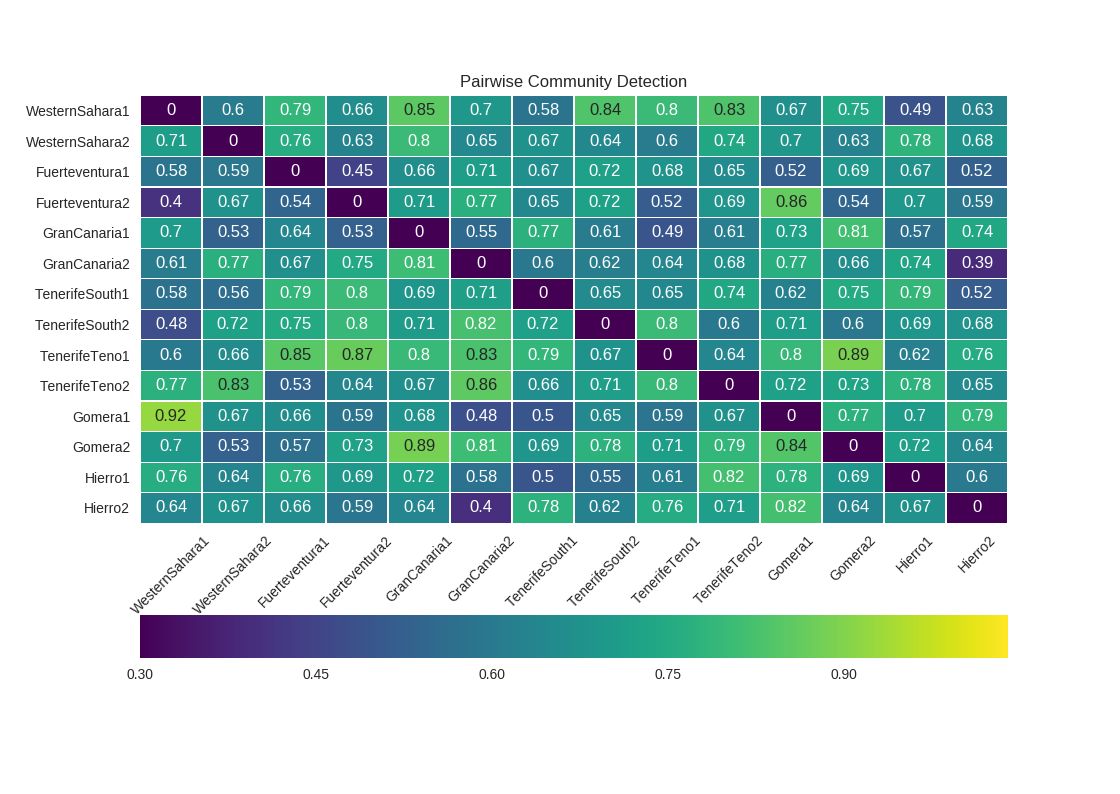 Pairwise Community Detection
WesternSahara1 0 0.6 0.79 0.66 0.85 0.7 0.58 0.84 0.8 0.83 0.67 0.75 0.49 0.63
WesternSahara2 0.71 0 0.76 0.63 0.8 0.65 0.67 0.64 0.6 0.74 0.7 0.63 0.78 0.68
Fuerteventura1 0.58 0.59 0 0.45 0.66 0.71 0.67 0.72 0.68 0.65 0.52 0.69 0.67 0.52
Fuerteventura2 0.4 0.67 0.54 0 0.71 0.77 0.65 0.72 0.52 0.69 0.86 0.54 0.7 0.59
GranCanaria1 0.7 0.53 0.64 0.53 0 0.55 0.77 0.61 0.49 0.61 0.73 0.81 0.57 0.74
GranCanaria2 0.61 0.77 0.67 0.75 0.81 0 0.6 0.62 0.64 0.68 0.77 0.66 0.74 0.39
TenerifeSouth1 0.58 0.56 0.79 0.8 0.69 0.71 0 0.65 0.65 0.74 0.62 0.75 0.79 0.52
TenerifeSouth2 0.48 0.72 0.75 0.8 0.71 0.82 0.72 0 0.8 0.6 0.71 0.6 0.69 0.68
TenerifeTeno1 0.6 0.66 0.85 0.87 0.8 0.83 0.79 0.67 0 0.64 0.8 0.89 0.62 0.76
TenerifeTeno2 0.77 0.83 0.53 0.64 0.67 0.86 0.66 0.71 0.8 0 0.72 0.73 0.78 0.65
Gomera1 0.92 0.67 0.66 0.59 0.68 0.48 0.5 0.65 0.59 0.67 0 0.77 0.7 0.79
Gomera2 0.7 0.53 0.57 0.73 0.89 0.81 0.69 0.78 0.71 0.79 0.84 0 0.72 0.64
Hierro1 0.76 0.64 0.76 0.69 0.72 0.58 0.5 0.55 0.61 0.82 0.78 0.69 0 0.6
Hierro2 0.64 0.67 0.66 0.59 0.64 0.4 0.78 0.62 0.76 0.71 0.82 0.64 0.67 0
WesternSahara1 WesternSahara2 Fuerteventura1 Fuerteventura2 GranCanaria1 GranCanaria2 TenerifeSouth1 TenerifeSouth2 TenerifeTeno1 TenerifeTeno2 Gomera1 Gomera2 Hierro1 Hierro2
0.30 0.45 0.60 0.75 0.90